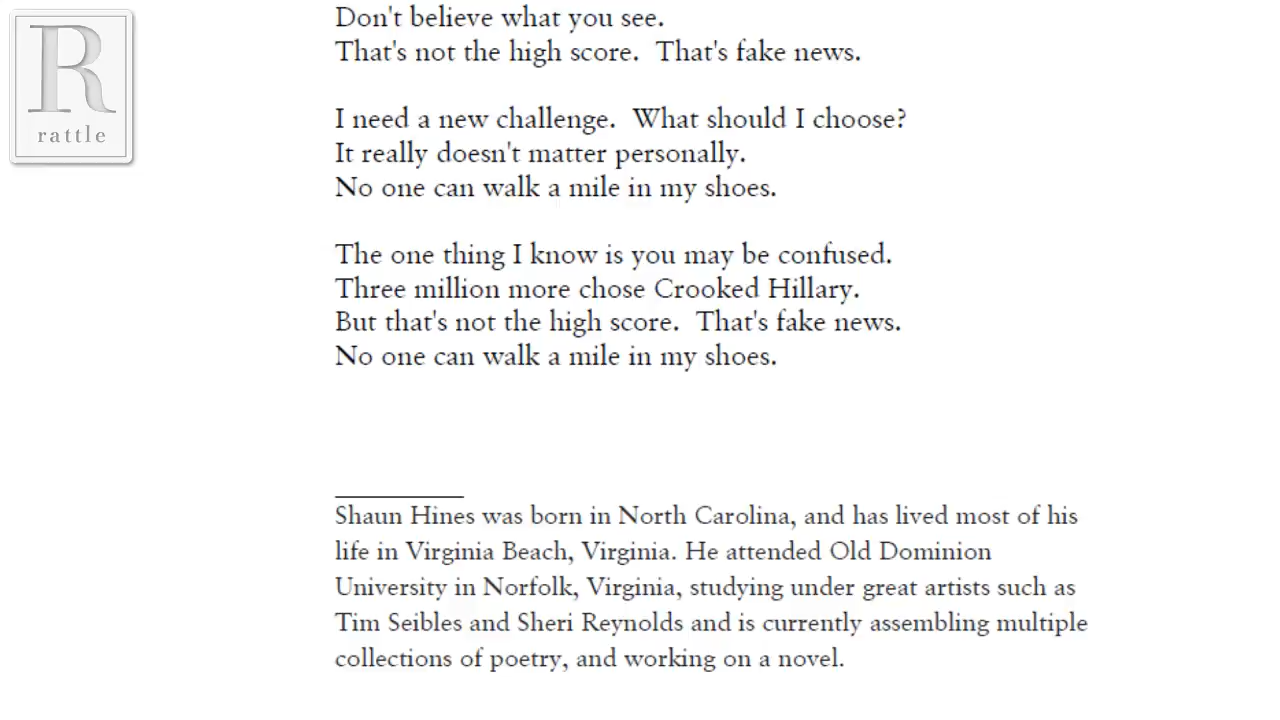 R
rattle
Don't believe what you see.
That's not the high score.  That's fake news.
I need a new challenge.  What should I choose?
It really doesn't matter personally.
No one can walk a mile in my shoes.
The one thing I know is you may be confused.
Three million more chose Crooked Hillary.
But that's not the high score.  That's fake news.
No one can walk a mile in my shoes.
Shaun Hines was born in North Carolina, and has lived most of his
life in Virginia Beach, Virginia. He attended Old Dominion
University in Norfolk, Virginia, studying under great artists such as
Tim Seibles and Sheri Reynolds and is currently assembling multiple
collections of poetry, and working on a novel.